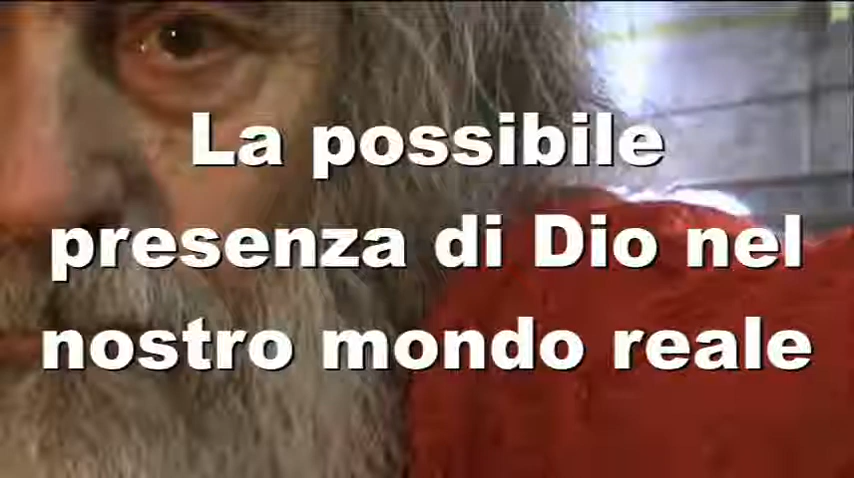 La possibile
presenza di Dio nel
nostro mondo reale